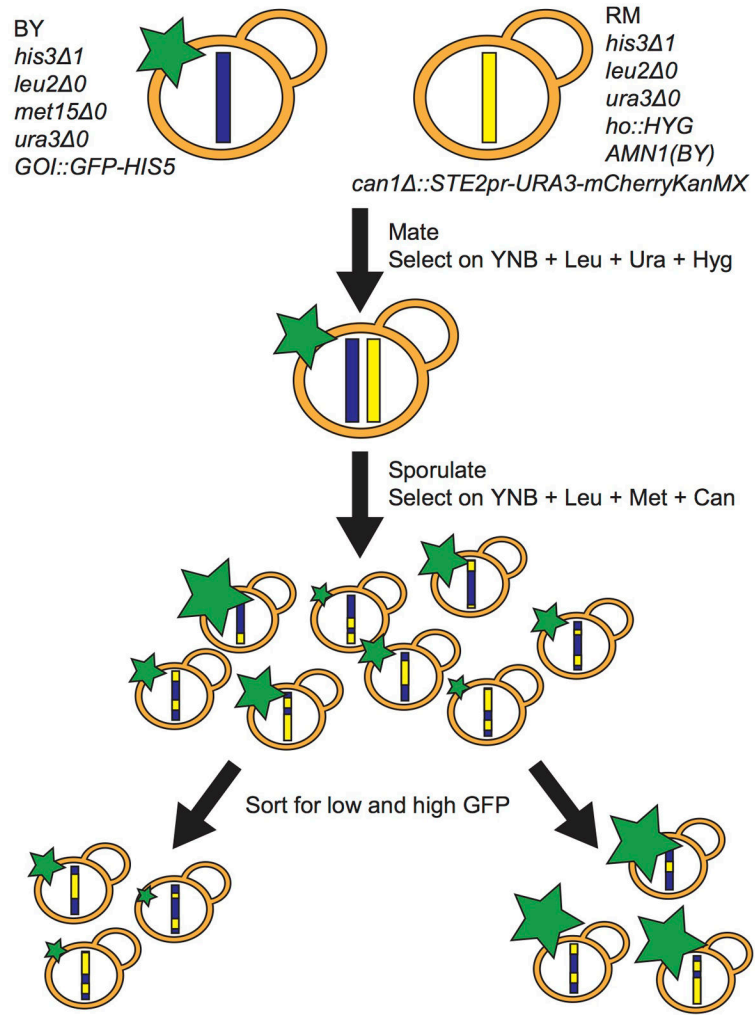 BY
his3Δ1
leu2Δ0
met15Δ0
ura3Δ0
GOI::GFP-HIS5
RM
his3Δ1
leu2Δ0
ura3Δ0
ho::HYG
AMN1(BY)
can1Δ::STE2pr-URA3-mCherryKanMX
Mate
Select on YNB + Leu + Ura + Hyg
Sporulate
Select on YNB + Leu + Met + Can
Sort for low and high GFP